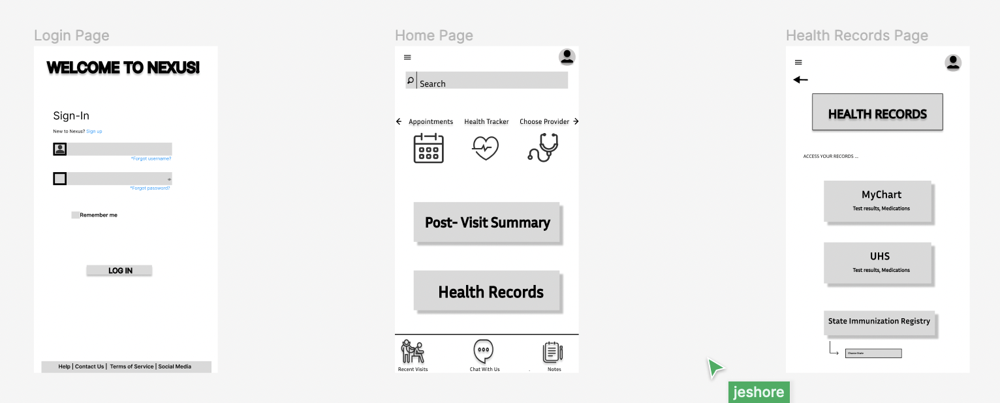 Login Page
WELCOME TO NEXUS!
Sign-In
New to Nexus? Sign up
*Forgot username?
*Forgot password?
Remember me
LOG IN
Help | Contact Us | Terms of Service | Social Media
Home Page
Search
Appointments Health Tracker Choose Provider
Post- Visit Summary
Health Records
Recent Visits Chat With Us . Notes
Health Records Page
HEALTH RECORDS
ACCESS YOUR RECORDS ...
MyChart
Test results, Medications
UHS
Test results, Medications
State Immunization Registry
Choose State
jeshore